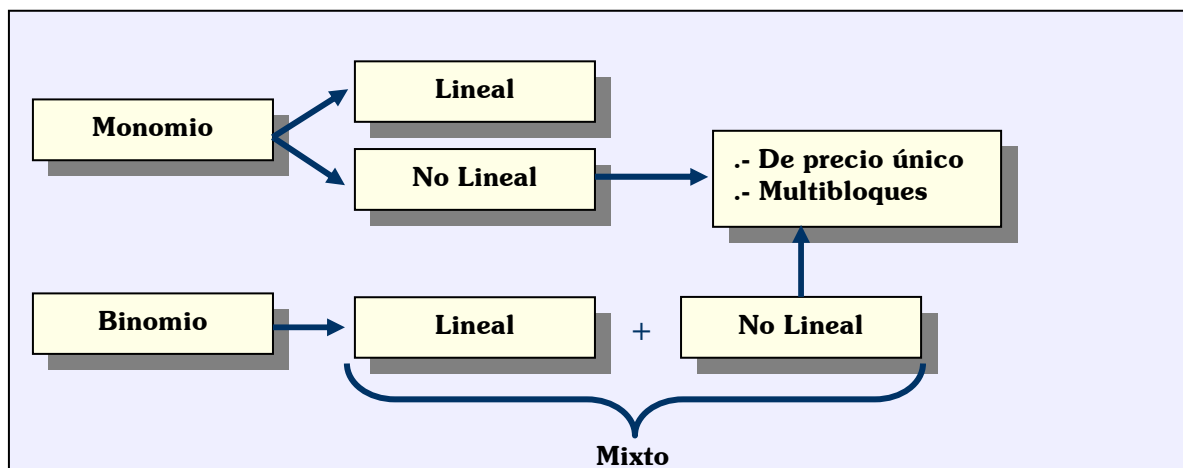 Lineal
Monomio
No Lineal
.- De precio único
.- Multibloques
Binomio
Lineal
+
No Lineal
Mixto